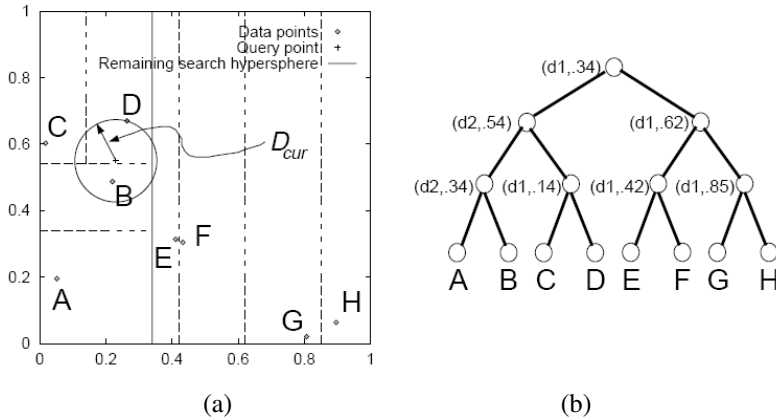 1
0.8
0.6
0.4
0.2
0
0
0.2
0.4
0.6
0.8
1
Data points
Query point
Remaining search hypersphere
C
D
D_cur
B
E
F
A
G
H
(a)
(d1,.34)
(d2,.54)
(d1,.62)
(d2,.34)
(d1,.14)
(d1,.42)
(d1,.85)
A B C D E F G H
(b)